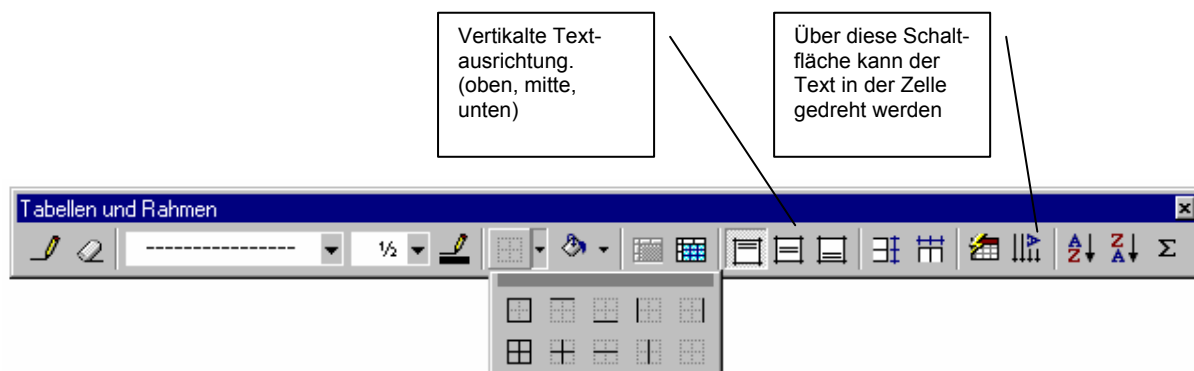 Vertikalte Text-
ausrichtung.
(oben, mitte,
unten)
Über diese Schalt-
fläche kann der
Text in der Zelle
gedreht werden
Tabellen und Rahmen
½
A Z Z A Σ